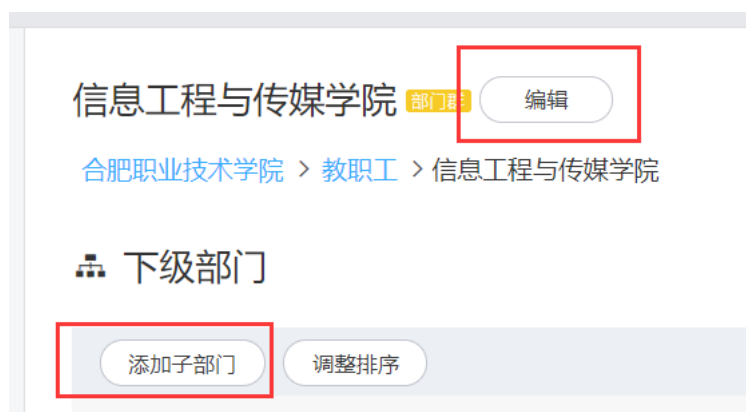 信息工程与传媒学院 部门群 编辑
合肥职业技术学院 > 教职工 > 信息工程与传媒学院
下级部门
添加子部门 调整排序